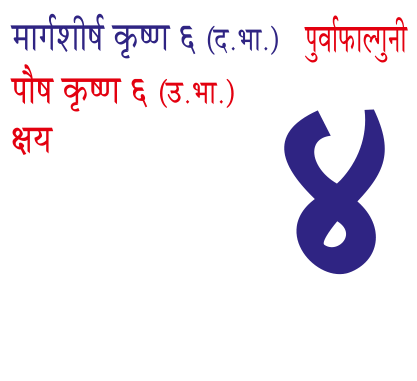 मार्गशीर्ष कृष्ण ६ (द.भा.) पुर्वाफाल्गुनी
पौष कृष्ण ६ (उ.भा.)
क्षय
४